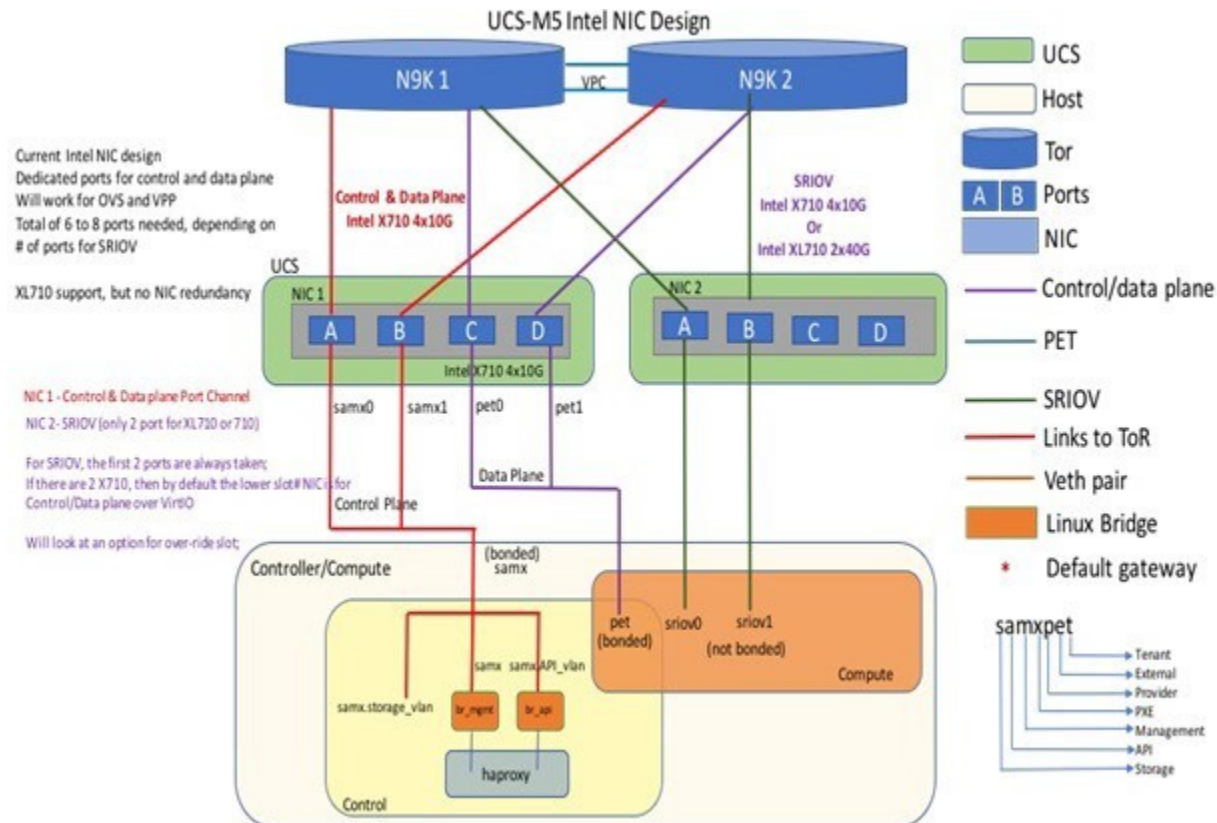 UCS-M5 Intel NIC Design
N9K 1
VPC
N9K 2
Current Intel NIC design
Dedicated ports for control and data plane
Will work for OVS and VPP
Total of 6 to 8 ports needed, depending on
# of ports for SRIOV
XL710 support, but no NIC redundancy
Control & Data Plane
Intel X710 4x10G
SRIOV
Intel X710 4x10G
Or
Intel XL710 2x40G
UCS
NIC 1
A
B
C
D
Intel X710 4x10G
NIC 2
A
B
C
D
NIC 1 - Control & Data plane Port Channel
NIC 2- SRIOV (only 2 port for XL710 or 710)
For SRIOV, the first 2 ports are always taken;
If there are 2 X710, then by default the lower slot# NIC is for
Control/Data plane over VirtIO
Will look at an option for over-ride slot;
samx0
samx1
pet0
pet1
Data Plane
Control Plane
Controller/Compute
(bonded)
samx
pet
(bonded)
sriov0
sriov1
(not bonded)
Compute
samx
samx.API_vlan
samx.storage_vlan
br_mgmt
br_api
haproxy
Control
UCS
Host
Tor
A
B
Ports
NIC
Control/data plane
PET
SRIOV
Links to ToR
Veth pair
Linux Bridge
* Default gateway
samxpet
Tenant
External
Provider
PXE
Management
API
Storage